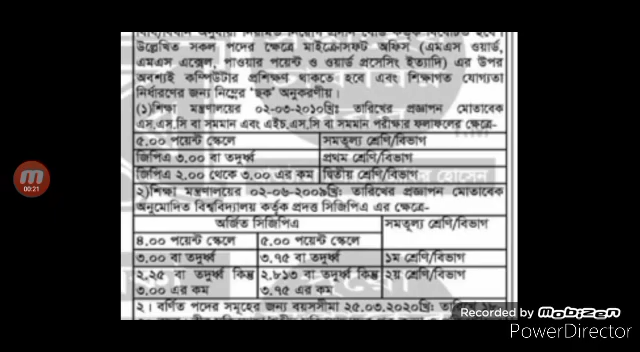 উল্লেখিত সকল পদের ক্ষেত্রে মাইক্রোসফট অফিস (এমএস ওয়ার্ড,
এমএস এক্সেল, পাওয়ার পয়েন্ট ও ওয়ার্ড প্রসেসিং ইত্যাদি) এর উপর
অবশ্যই কম্পিউটার প্রশিক্ষণ থাকতে হবে এবং শিক্ষাগত যোগ্যতা
নির্ধারণের জন্য নিম্নের 'ছক' অনুকরণীয়।
(১)শিক্ষা মন্ত্রণালয়ের ০২-০৩-২০১০খ্রিঃ তারিখের প্রজ্ঞাপন মোতাবেক
এস.এস.সি বা সমমান এবং এইচ.এস.সি বা সমমান পরীক্ষার ফলাফলের ক্ষেত্রে-
৫.০০ পয়েন্ট স্কেলে সমতুল্য শ্রেণি/বিভাগ
জিপিএ ৩.০০ বা তদুর্ধ্ব প্রথম শ্রেণি/বিভাগ
জিপিএ ২.০০ থেকে ৩.০০ এর কম দ্বিতীয় শ্রেণি/বিভাগ
২)শিক্ষা মন্ত্রণালয়ের ০২-০৬-২০০৯খ্রি: তারিখের প্রজ্ঞাপন মোতাবেক
অনুমোদিত বিশ্ববিদ্যালয় কর্তৃক প্রদত্ত সিজিপিএ এর ক্ষেত্রে-
অর্জিত সিজিপিএ সমতুল্য শ্রেণি/বিভাগ
৪.০০ পয়েন্ট স্কেলে ৫.০০ পয়েন্ট স্কেলে
৩.০০ বা তদুর্ধ্ব ৩.৭৫ বা তদুর্ধ্ব ১ম শ্রেণি/বিভাগ
২.২৫ বা তদুর্ধ্ব কিন্তু ৩.০০ এর কম ২.৮১৩ বা তদুর্ধ্ব কিন্তু ৩.৭৫ এর কম ২য় শ্রেণি/বিভাগ
২। বর্ণিত পদের সমূহের জন্য বয়সসীমা ২৫.০৩.২০২০খ্রি: তারিখে ১৮
00:21
Recorded by Mobizen
PowerDirector